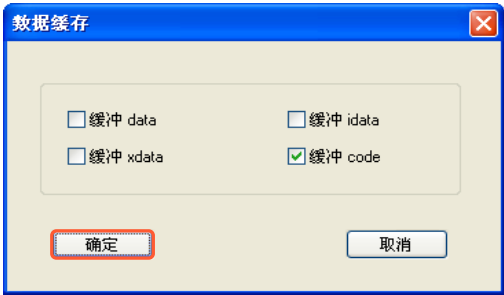 数据缓存
缓冲 data
缓冲 idata
缓冲 xdata
缓冲 code
确定
取消